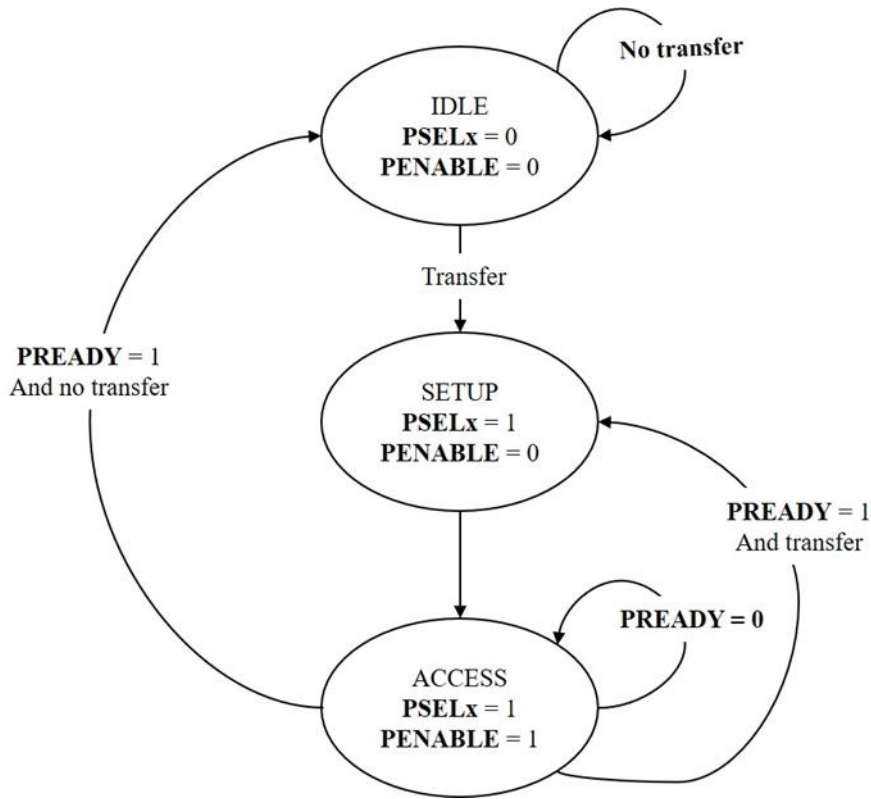 No transfer
IDLE
PSELx = 0
PENABLE = 0
Transfer
PREADY = 1
And no transfer
SETUP
PSELx = 1
PENABLE = 0
PREADY = 1
And transfer
PREADY = 0
ACCESS
PSELx = 1
PENABLE = 1